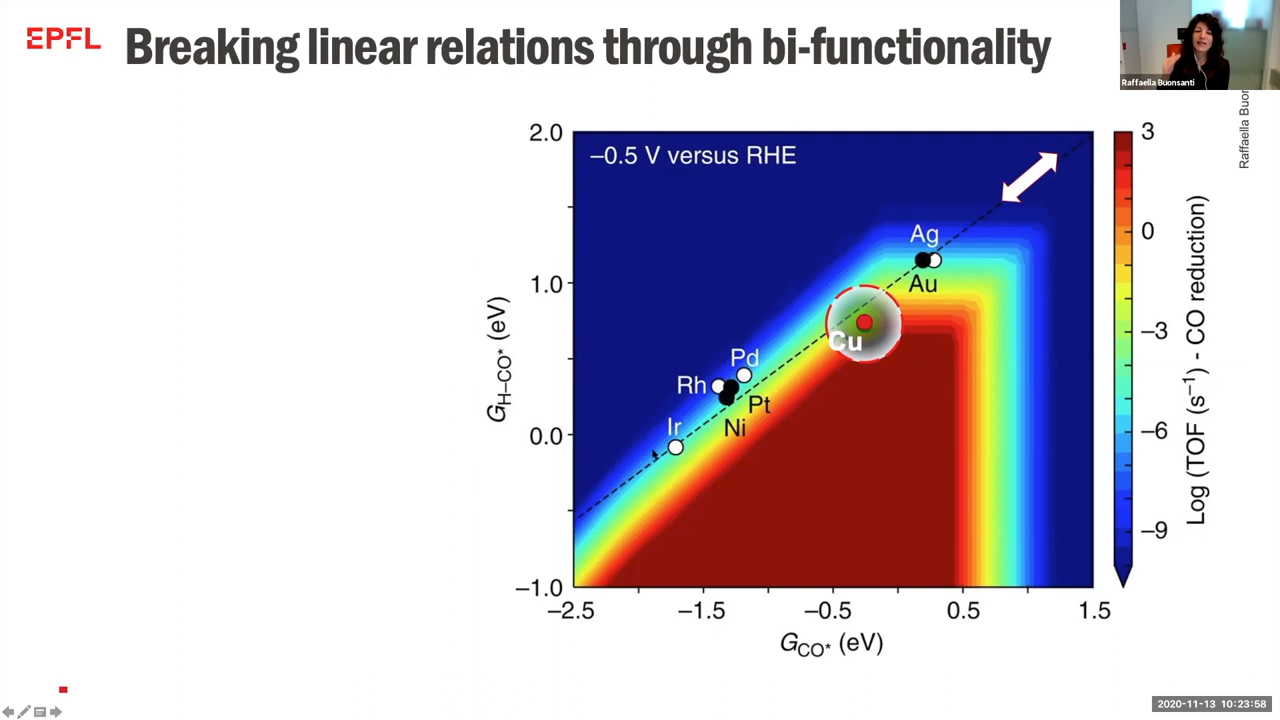 EPFL
Breaking linear relations through bi-functionality
Raffaella Buonsanti
Raffaella Buon
–0.5 V versus RHE
2.0
1.0
0.0
–1.0
G_H–CO* (eV)
–2.5
–1.5
–0.5
0.5
1.5
G_CO* (eV)
Ag
Au
Cu
Pd
Rh
Pt
Ni
Ir
3
0
–3
–6
–9
Log (TOF (s⁻¹) - CO reduction)
2020-11-13 10:23:58